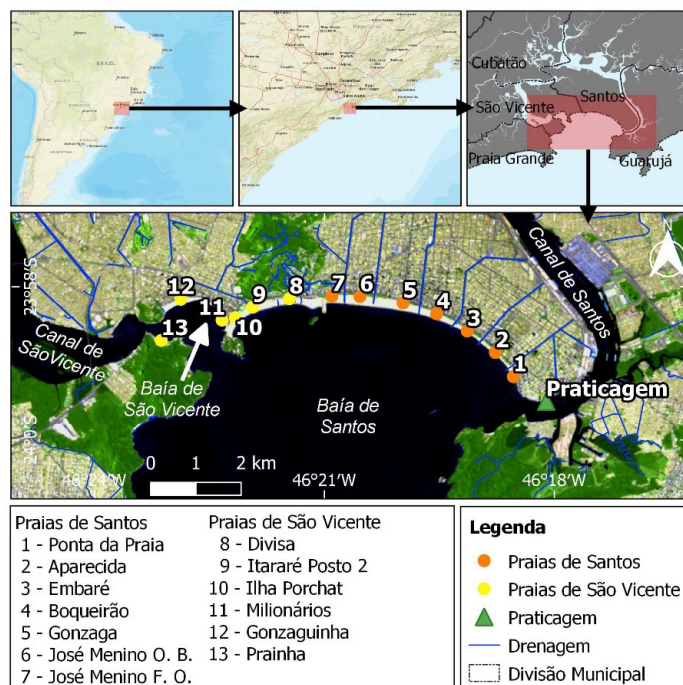 BRAZIL
Cubatão
São Vicente
Santos
Praia Grande
Guarujá
23°58'S
24°0'S
Canal de Santos
12
11
9
8
7
6
5
4
3
2
1
13
10
Canal de
SãoVicente
Baía de
São Vicente
Baía de
Santos
Praticagem
0 1 2 km
46°24'W
46°21'W
46°18'W
Praias de Santos
1 - Ponta da Praia
2 - Aparecida
3 - Embaré
4 - Boqueirão
5 - Gonzaga
6 - José Menino O. B.
7 - José Menino F. O.
Praias de São Vicente
8 - Divisa
9 - Itararé Posto 2
10 - Ilha Porchat
11 - Milionários
12 - Gonzaguinha
13 - Prainha
Legenda
Praias de Santos
Praias de São Vicente
Praticagem
Drenagem
Divisão Municipal